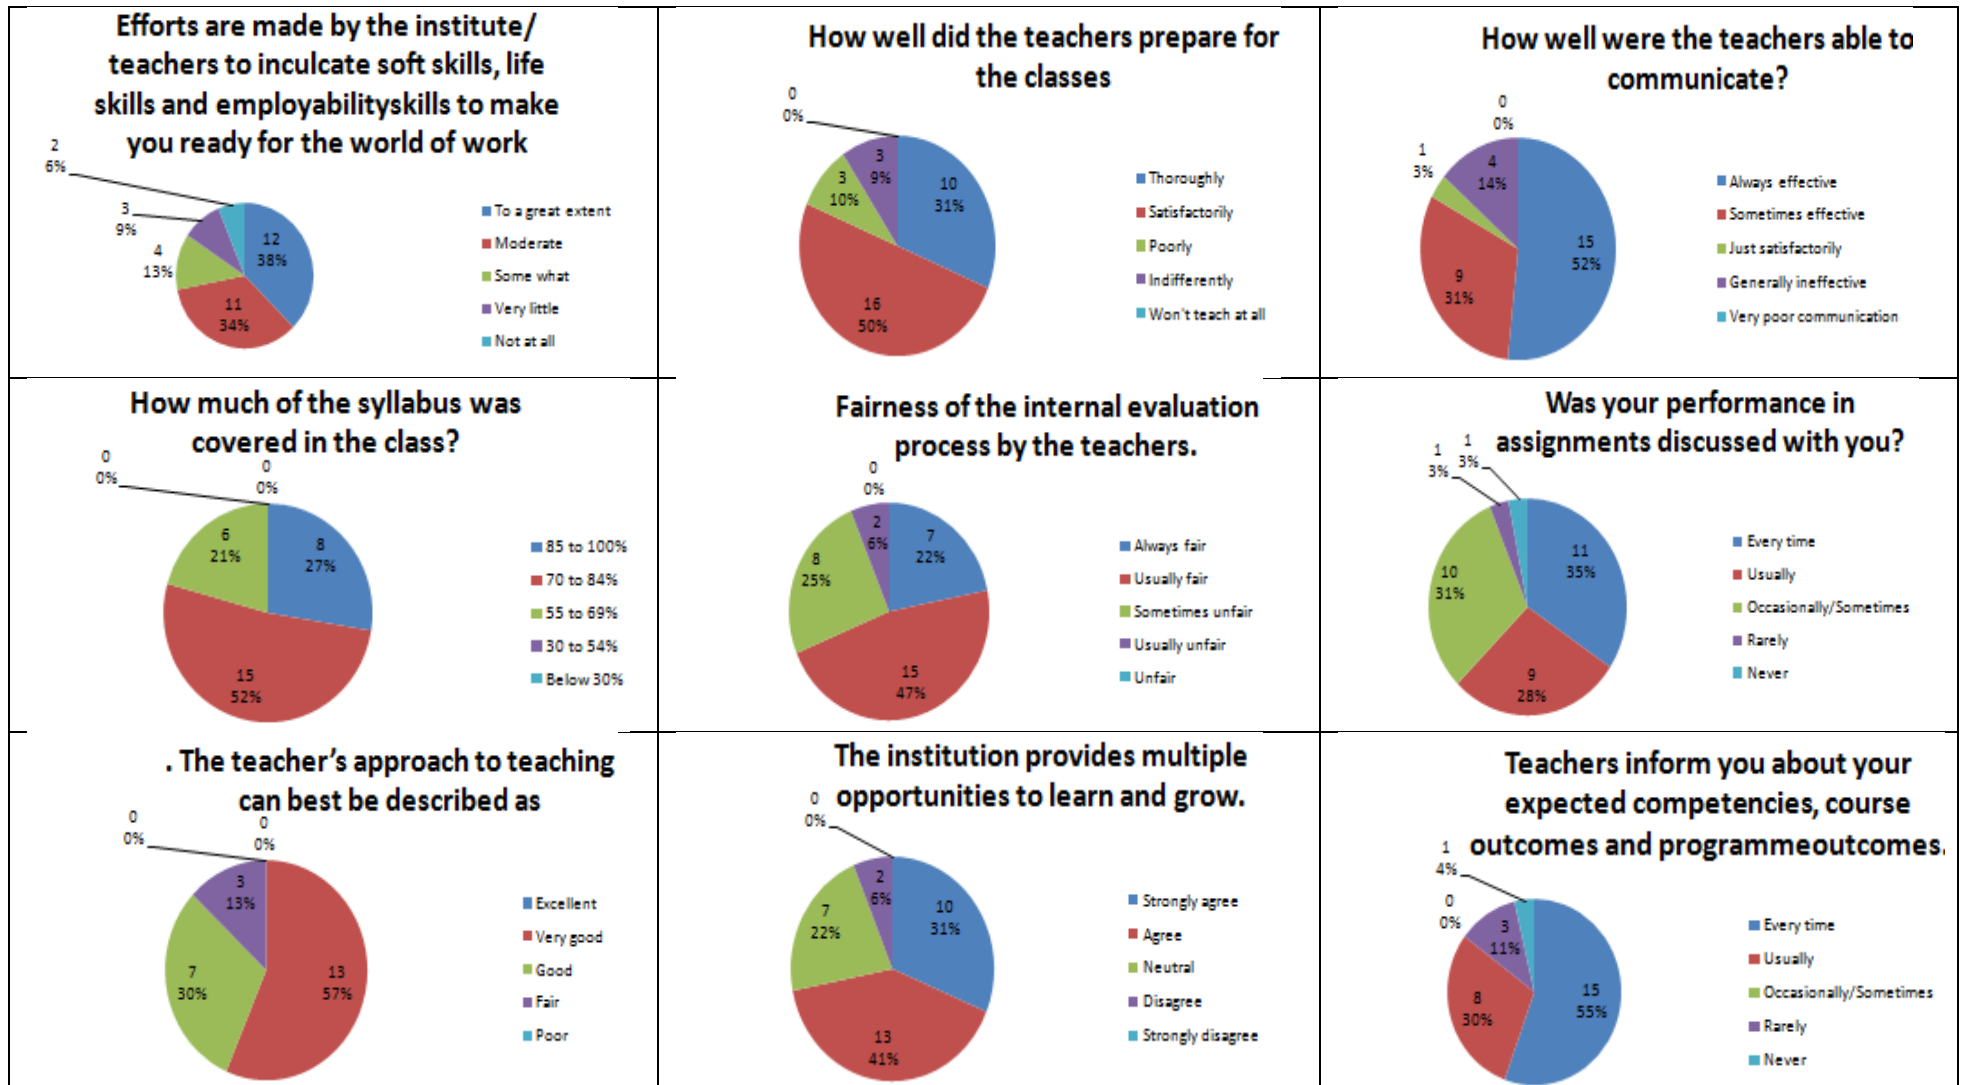 Efforts are made by the institute/
teachers to inculcate soft skills, life
skills and employabilityskills to make
you ready for the world of work
2
6%
3
9%
4
13%
12
38%
11
34%
To a great extent
Moderate
Some what
Very little
Not at all
How well did the teachers prepare for
the classes
0
0%
3
9%
3
10%
10
31%
16
50%
Thoroughly
Satisfactorily
Poorly
Indifferently
Won't teach at all
How well were the teachers able to
communicate?
0
0%
1
3%
4
14%
15
52%
9
31%
Always effective
Sometimes effective
Just satisfactorily
Generally ineffective
Very poor communication
How much of the syllabus was
covered in the class?
0
0%
0
0%
6
21%
8
27%
15
52%
85 to 100%
70 to 84%
55 to 69%
30 to 54%
Below 30%
Fairness of the internal evaluation
process by the teachers.
0
0%
2
6%
7
22%
8
25%
15
47%
Always fair
Usually fair
Sometimes unfair
Usually unfair
Unfair
Was your performance in
assignments discussed with you?
1
3%
1
3%
11
35%
10
31%
9
28%
Every time
Usually
Occasionally/Sometimes
Rarely
Never
. The teacher’s approach to teaching
can best be described as
0
0%
0
0%
3
13%
7
30%
13
57%
Excellent
Very good
Good
Fair
Poor
The institution provides multiple
opportunities to learn and grow.
0
0%
2
6%
10
31%
7
22%
13
41%
Strongly agree
Agree
Neutral
Disagree
Strongly disagree
Teachers inform you about your
expected competencies, course
outcomes and programmeoutcomes.
1
4%
0
0%
3
11%
15
55%
8
30%
Every time
Usually
Occasionally/Sometimes
Rarely
Never